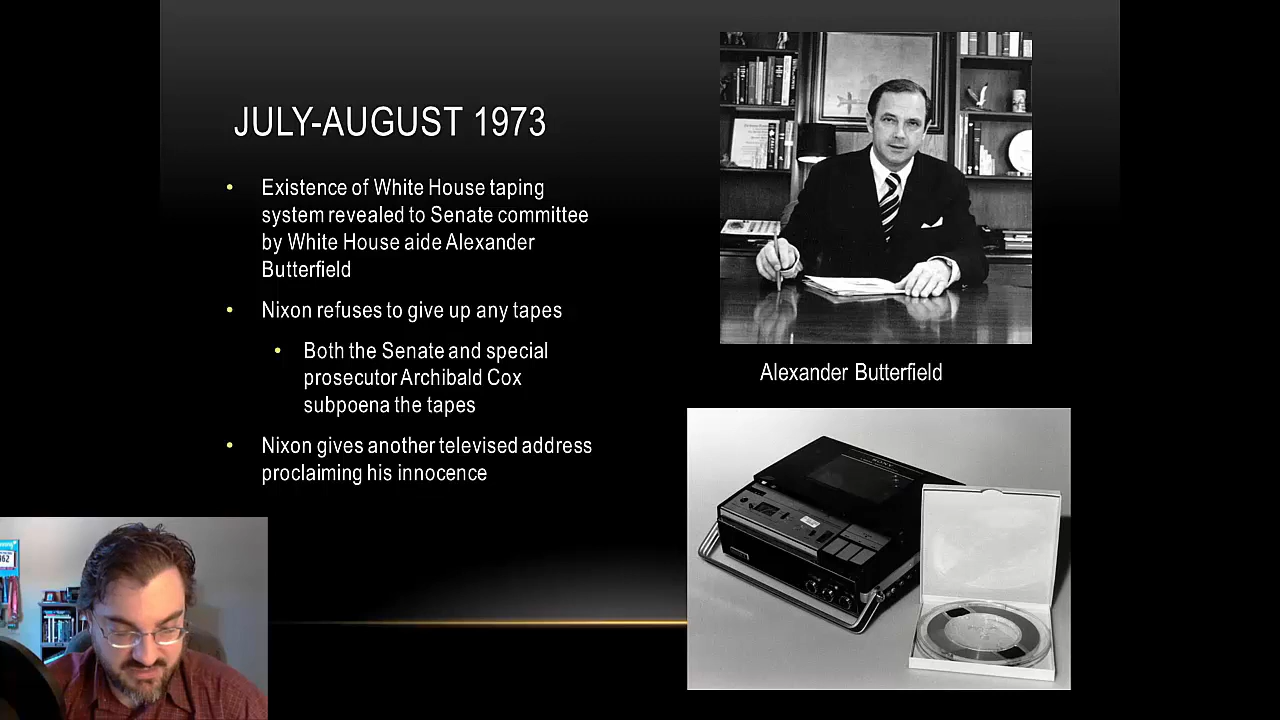 JULY-AUGUST 1973
Existence of White House taping
system revealed to Senate committee
by White House aide Alexander
Butterfield
Nixon refuses to give up any tapes
Both the Senate and special
prosecutor Archibald Cox
subpoena the tapes
Nixon gives another televised address
proclaiming his innocence
Alexander Butterfield
SONY